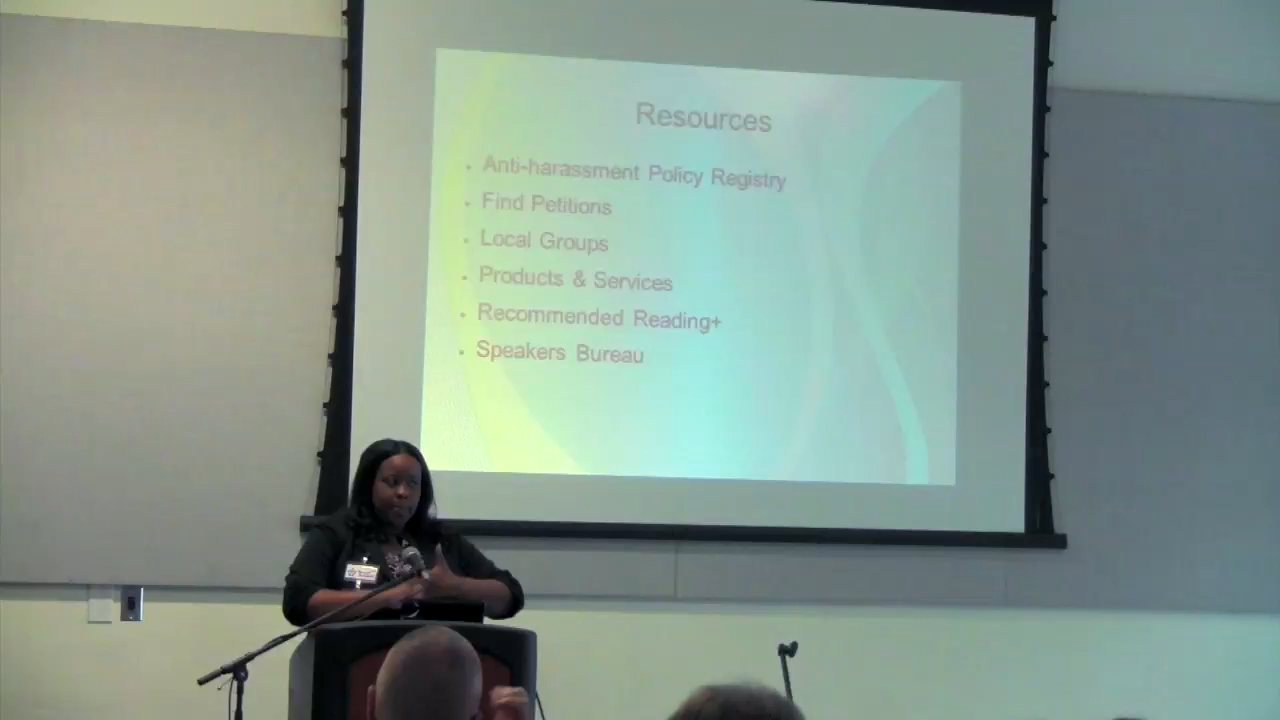 Resources
Anti-harassment Policy Registry
Find Petitions
Local Groups
Products & Services
Recommended Reading+
Speakers Bureau